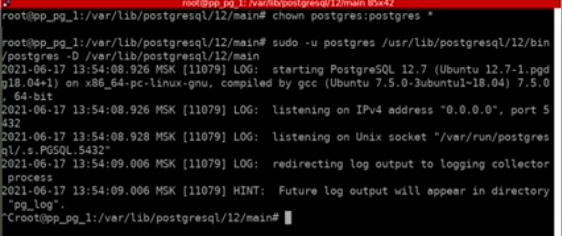 root@pp_pg_1: /var/lib/postgresql/12/main 85x42
root@pp_pg_1:/var/lib/postgresql/12/main# chown postgres:postgres *
root@pp_pg_1:/var/lib/postgresql/12/main# sudo -u postgres /usr/lib/postgresql/12/bin
/postgres -D /var/lib/postgresql/12/main
2021-06-17 13:54:08.926 MSK [11079] LOG:  starting PostgreSQL 12.7 (Ubuntu 12.7-1.pgd
g18.04+1) on x86_64-pc-linux-gnu, compiled by gcc (Ubuntu 7.5.0-3ubuntu1~18.04) 7.5.0
, 64-bit
2021-06-17 13:54:08.926 MSK [11079] LOG:  listening on IPv4 address "0.0.0.0", port 5
432
2021-06-17 13:54:08.928 MSK [11079] LOG:  listening on Unix socket "/var/run/postgres
ql/.s.PGSQL.5432"
2021-06-17 13:54:09.006 MSK [11079] LOG:  redirecting log output to logging collector
 process
2021-06-17 13:54:09.006 MSK [11079] HINT:  Future log output will appear in directory
 "pg_log".
^Croot@pp_pg_1:/var/lib/postgresql/12/main#